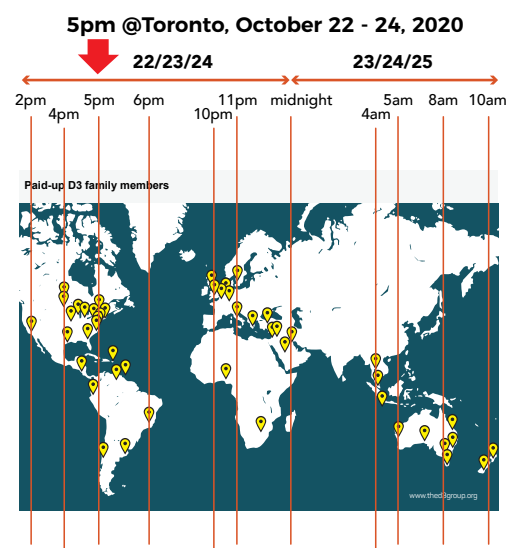 5pm @Toronto, October 22 - 24, 2020
22/23/24
23/24/25
2pm
4pm
5pm
6pm
10pm
11pm
midnight
4am
5am
8am
10am
Paid-up D3 family members
www.thed3group.org